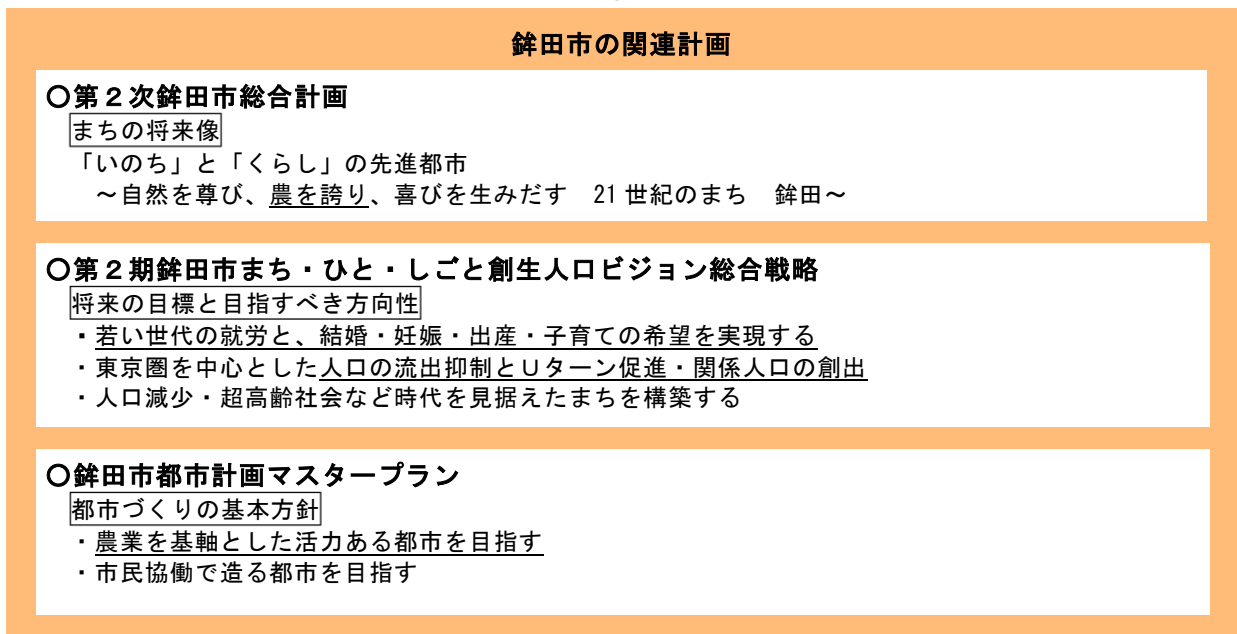 鉾田市の関連計画
〇第２次鉾田市総合計画
まちの将来像
「いのち」と「くらし」の先進都市
～自然を尊び、農を誇り、喜びを生みだす　21 世紀のまち　鉾田～
〇第２期鉾田市まち・ひと・しごと創生人口ビジョン総合戦略
将来の目標と目指すべき方向性
・若い世代の就労と、結婚・妊娠・出産・子育ての希望を実現する
・東京圏を中心とした人口の流出抑制とＵターン促進・関係人口の創出
・人口減少・超高齢社会など時代を見据えたまちを構築する
〇鉾田市都市計画マスタープラン
都市づくりの基本方針
・農業を基軸とした活力ある都市を目指す
・市民協働で造る都市を目指す